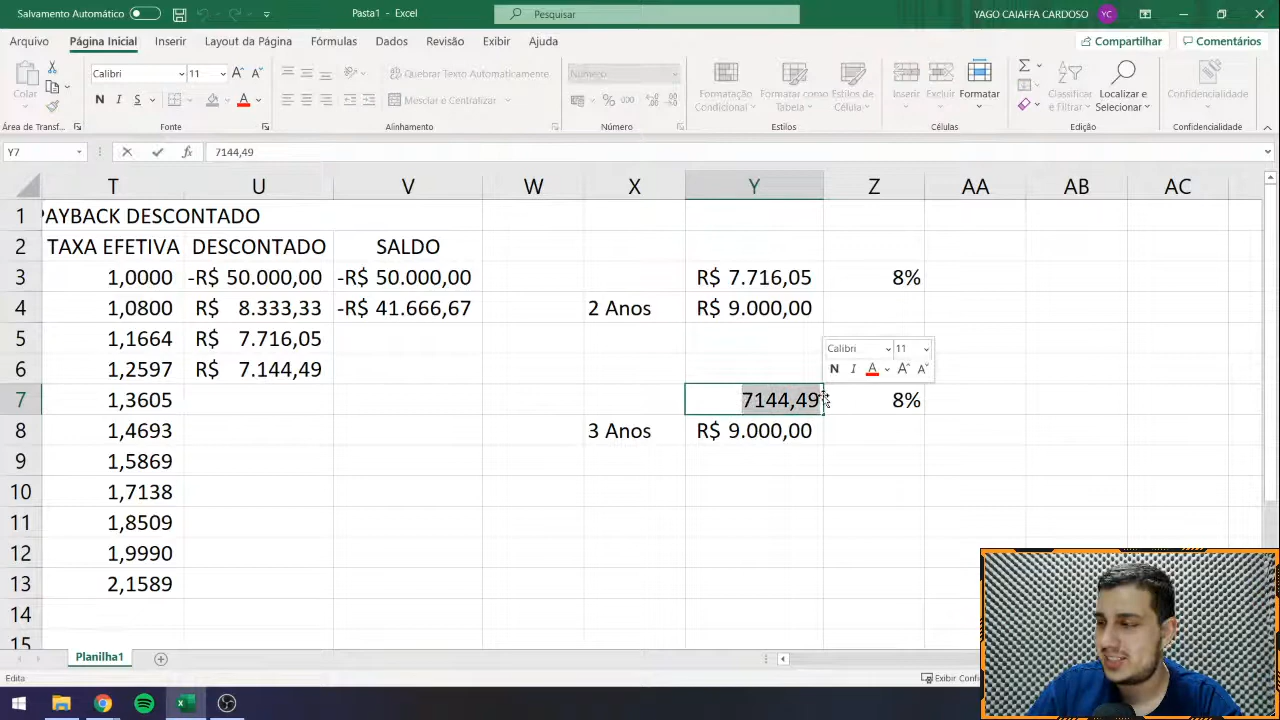 Salvamento Automático
Pasta1 - Excel
Pesquisar
YAGO CAIAFFA CARDOSO YC
Arquivo Página Inicial Inserir Layout da Página Fórmulas Dados Revisão Exibir Ajuda Compartilhar Comentários
Colar
Calibri 11
N I S A
Quebrar Texto Automaticamente
Mesclar e Centralizar
Número
% 000
Formatação Condicional
Formatar como Tabela
Estilos de Célula
Inserir Excluir Formatar
Classificar e Filtrar
Localizar e Selecionar
Confidencialidade
Área de Transf... Fonte Alinhamento Número Estilos Células Edição Confidencialidade
Y7 fx 7144,49
T U V W X Y Z AA AB AC
1 PAYBACK DESCONTADO
2 TAXA EFETIVA DESCONTADO SALDO
3 1,0000 -R$ 50.000,00 -R$ 50.000,00 R$ 7.716,05 8%
4 1,0800 R$ 8.333,33 -R$ 41.666,67 2 Anos R$ 9.000,00
5 1,1664 R$ 7.716,05
6 1,2597 R$ 7.144,49
Calibri 11
N I A A A
7 1,3605 7144,49 8%
8 1,4693 3 Anos R$ 9.000,00
9 1,5869
10 1,7138
11 1,8509
12 1,9990
13 2,1589
14
15
Planilha1
Edita
Exibir Confi